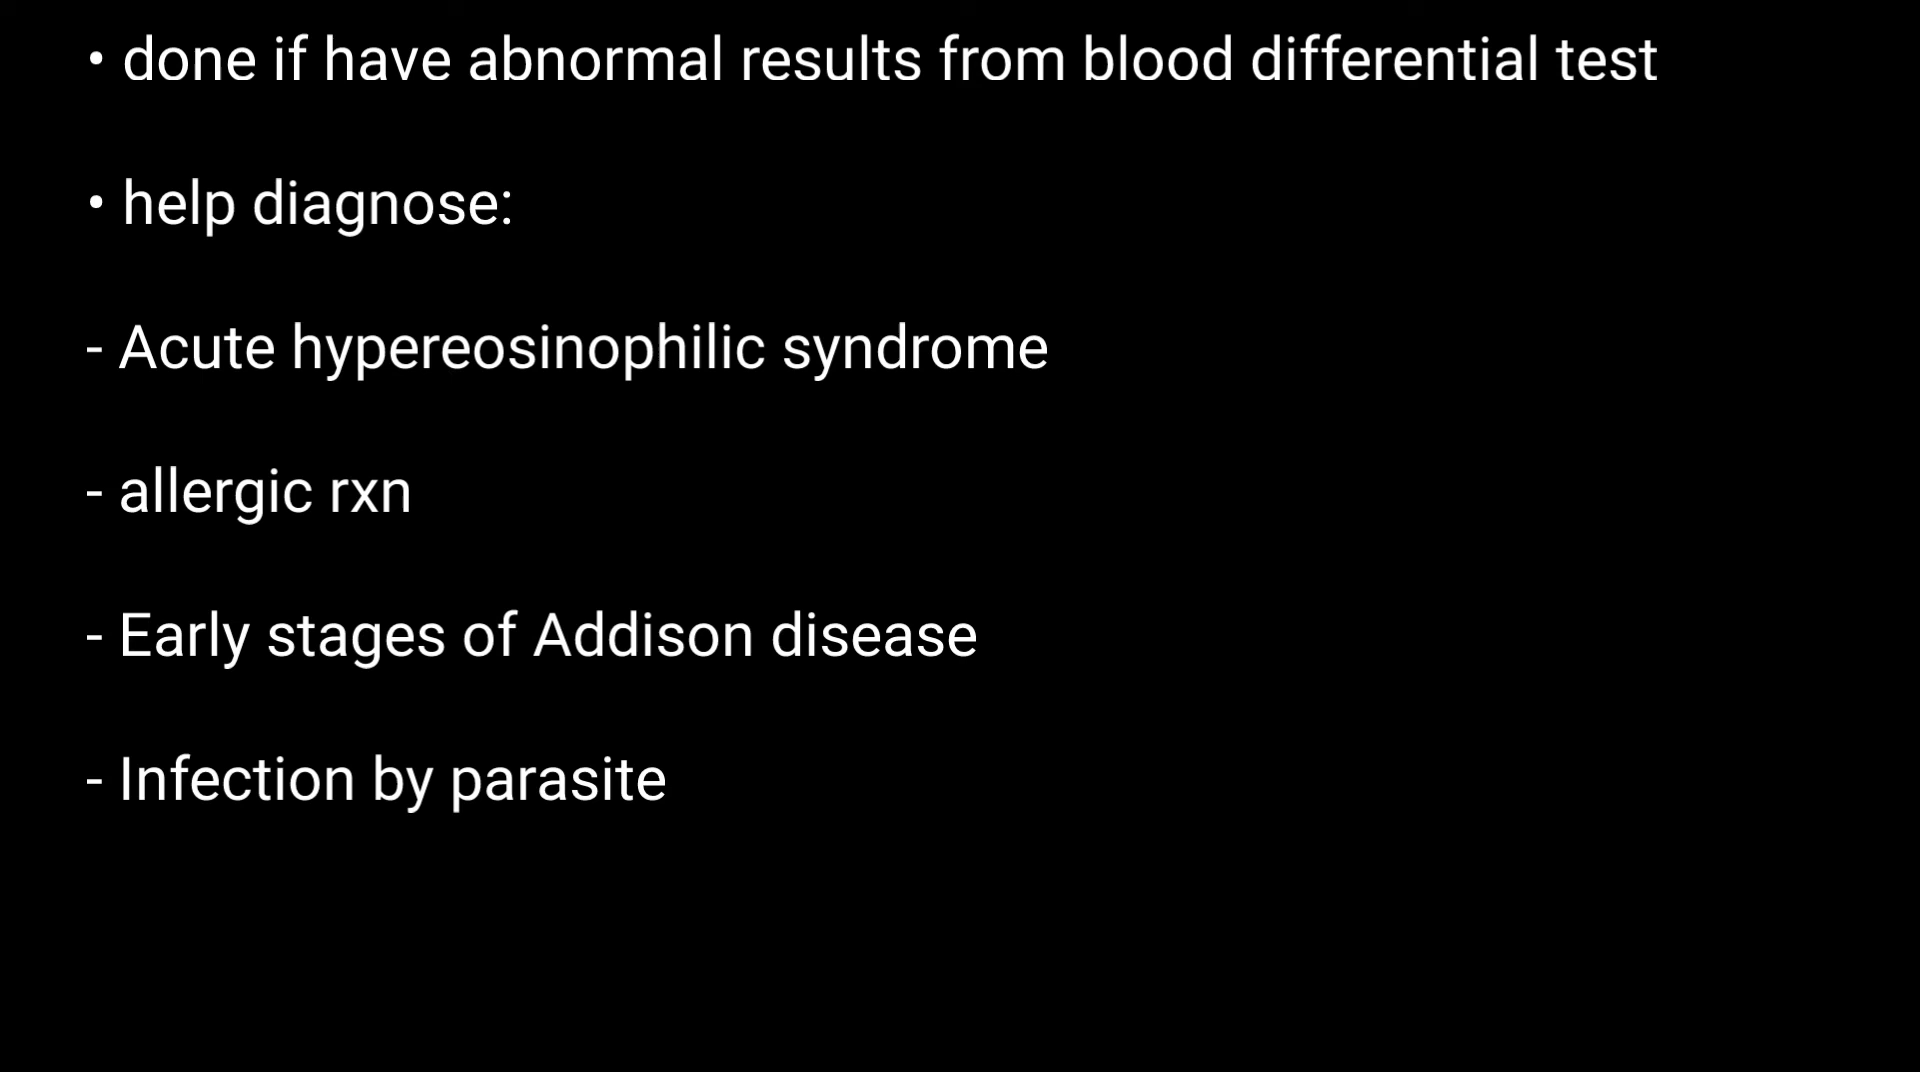 • done if have abnormal results from blood differential test
• help diagnose:
- Acute hypereosinophilic syndrome
- allergic rxn
- Early stages of Addison disease
- Infection by parasite